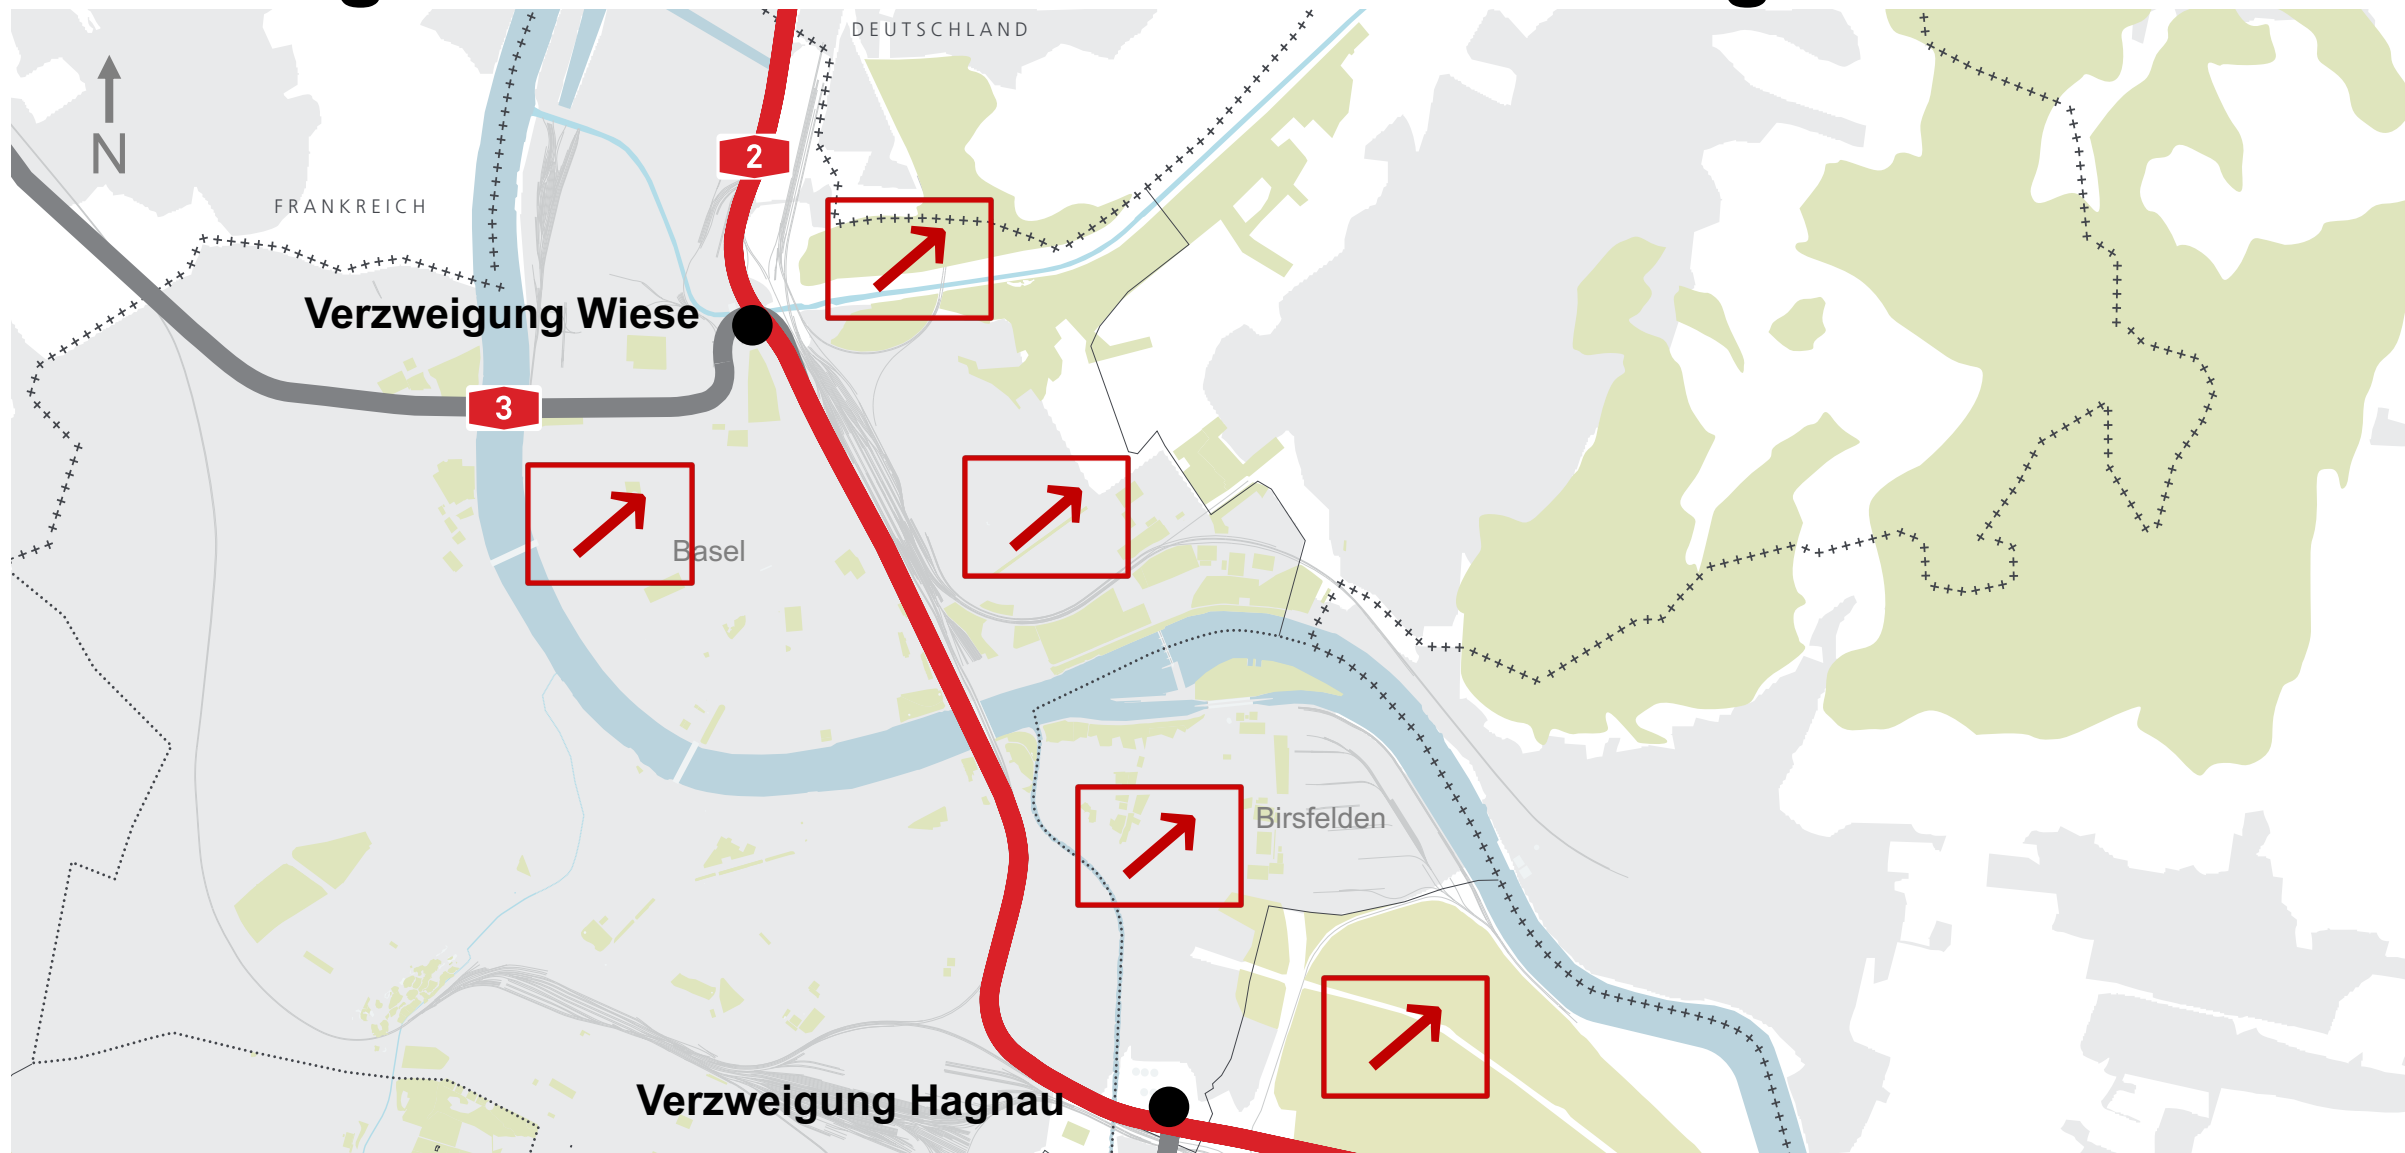 DEUTSCHLAND
N
2
FRANKREICH
Verzweigung Wiese
3
Basel
Birsfelden
Verzweigung Hagnau